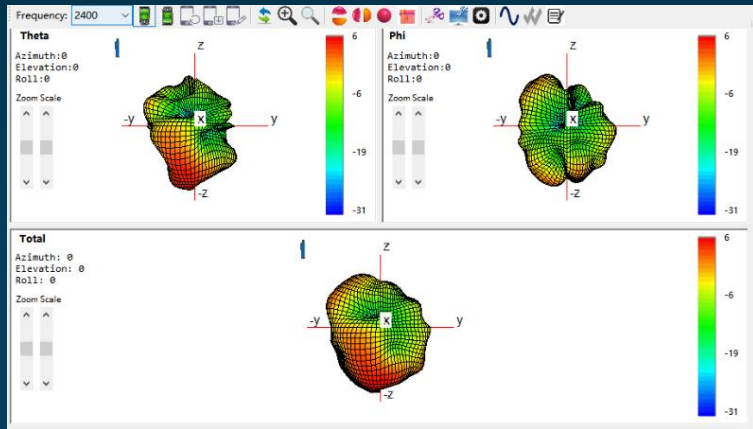 Frequency: 2400
Theta
Azimuth:0
Elevation:0
Roll:0
Zoom Scale
z
-y
x
y
-z
6
-6
-19
-31
Phi
Azimuth:0
Elevation:0
Roll:0
Zoom Scale
z
-y
x
y
-z
6
-6
-19
-31
Total
Azimuth: 0
Elevation: 0
Roll: 0
Zoom Scale
z
-y
x
y
-z
6
-6
-19
-31